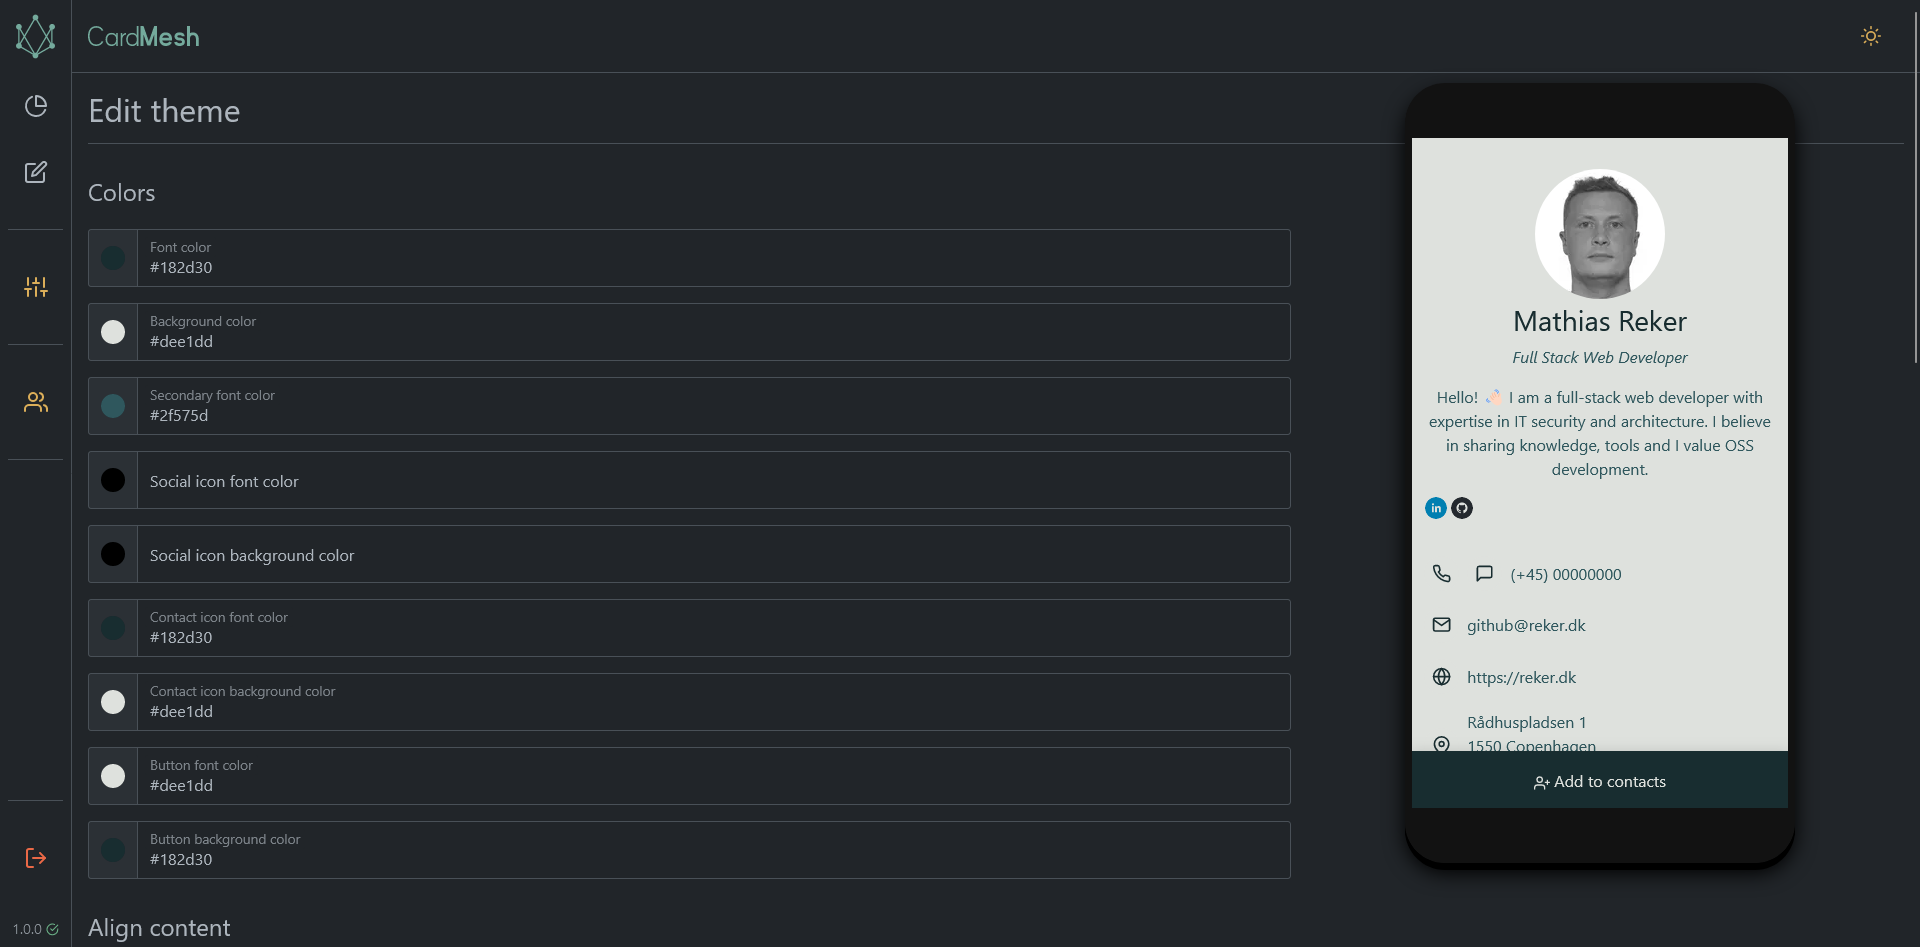 CardMesh
Edit theme
Colors
Font color
#182d30
Background color
#dee1dd
Secondary font color
#2f575d
Social icon font color
Social icon background color
Contact icon font color
#182d30
Contact icon background color
#dee1dd
Button font color
#dee1dd
Button background color
#182d30
Align content
1.0.0
Mathias Reker
Full Stack Web Developer
Hello! 👋🏻 I am a full-stack web developer with
expertise in IT security and architecture. I believe
in sharing knowledge, tools and I value OSS
development.
in
(+45) 00000000
github@reker.dk
https://reker.dk
Rådhuspladsen 1
1550 Copenhagen
Add to contacts